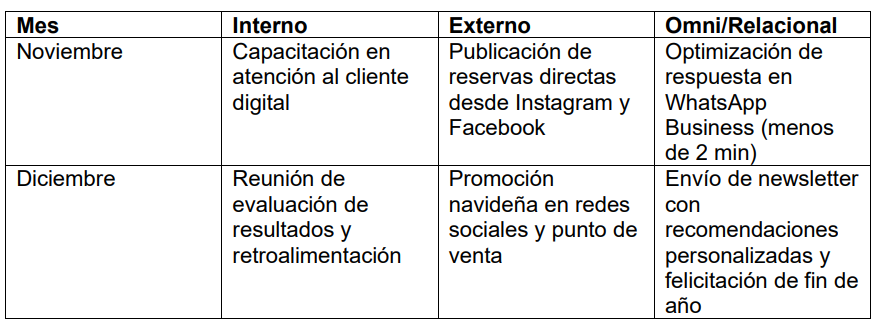 Mes Interno Externo Omni/Relacional
Noviembre Capacitación en Publicación de Optimización de
atención al cliente reservas directas respuesta en
digital desde Instagram y WhatsApp
Facebook Business (menos
de 2 min)
Diciembre Reunión de Promoción Envío de newsletter
evaluación de navideña en redes con
resultados y sociales y punto de recomendaciones
retroalimentación venta personalizadas y
felicitación de fin de
año